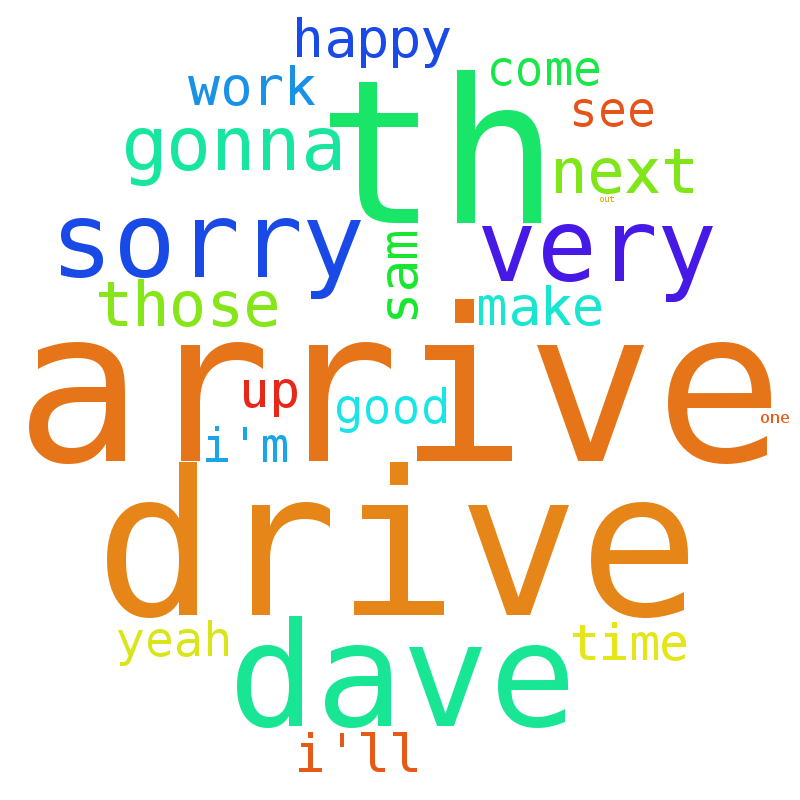 happy
come
work
see
th
gonna
next
out
sorry
very
sam
those
make
arrive
up
good
one
i'm
drive
yeah
time
dave
i'll